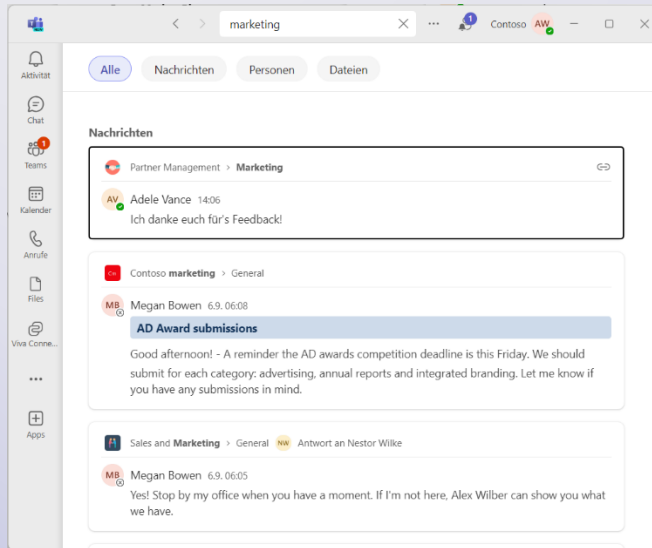 marketing
Contoso
AW
Aktivität
Chat
1
Teams
Kalender
Anrufe
Files
Viva Conne...
Apps
Alle
Nachrichten
Personen
Dateien
Nachrichten
Partner Management > Marketing
AV
Adele Vance 14:06
Ich danke euch für's Feedback!
Contoso marketing > General
MB
Megan Bowen 6.9. 06:08
AD Award submissions
Good afternoon! - A reminder the AD awards competition deadline is this Friday. We should
submit for each category: advertising, annual reports and integrated branding. Let me know if
you have any submissions in mind.
Sales and Marketing > General NW Antwort an Nestor Wilke
MB
Megan Bowen 6.9. 06:05
Yes! Stop by my office when you have a moment. If I'm not here, Alex Wilber can show you what
we have.